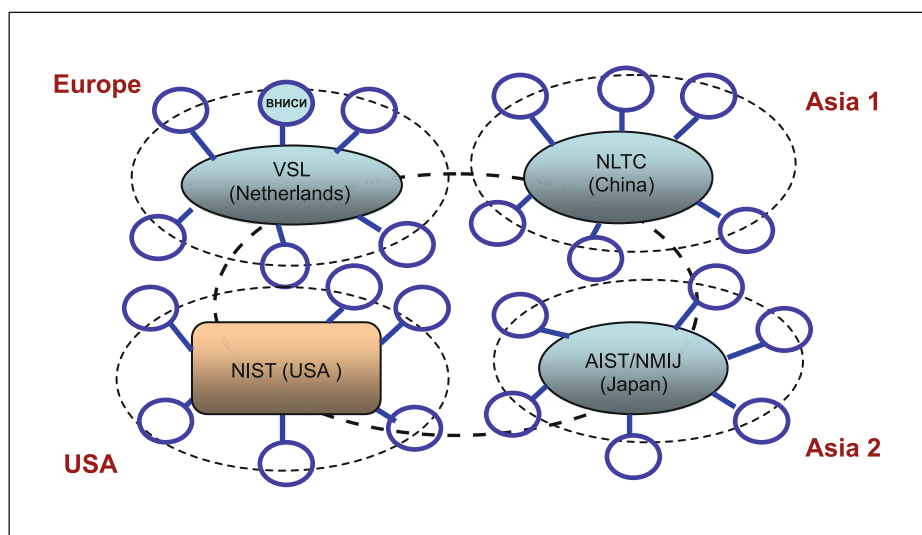 Europe
ВНИСИ
Asia 1
VSL
(Netherlands)
NLTC
(China)
NIST (USA )
AIST/NMIJ
(Japan)
USA
Asia 2